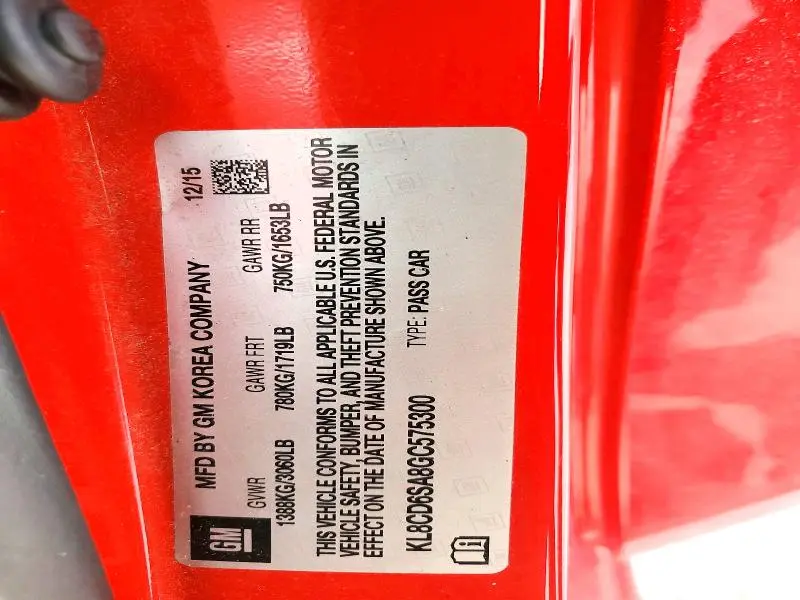 MFD BY GM KOREA COMPANY 12/15
GVWR GAWR FRT GAWR RR
1388KG/3060LB 780KG/1719LB 750KG/1653LB
THIS VEHICLE CONFORMS TO ALL APPLICABLE U.S. FEDERAL MOTOR
VEHICLE SAFETY, BUMPER, AND THEFT PREVENTION STANDARDS IN
EFFECT ON THE DATE OF MANUFACTURE SHOWN ABOVE.
KL8CD6SA8GC575300 TYPE: PASS CAR
GM